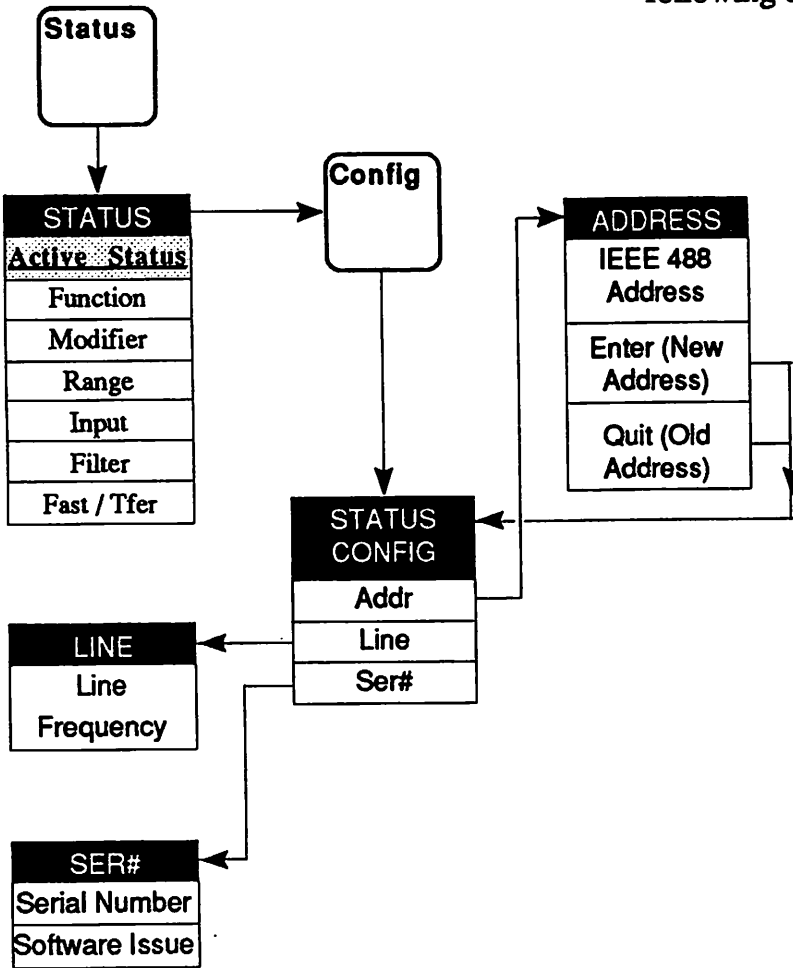 Status
Config
STATUS
Active Status
Function
Modifier
Range
Input
Filter
Fast / Tfer
ADDRESS
IEEE 488
Address
Enter (New
Address)
Quit (Old
Address)
STATUS
CONFIG
Addr
Line
Ser#
LINE
Line
Frequency
SER#
Serial Number
Software Issue